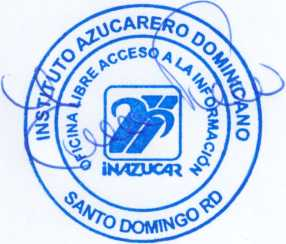 INSTITUTO AZUCARERO DOMINICANO
OFICINA LIBRE ACCESO A LA INFORMACIÓN
INAZUCAR
SANTO DOMINGO RD